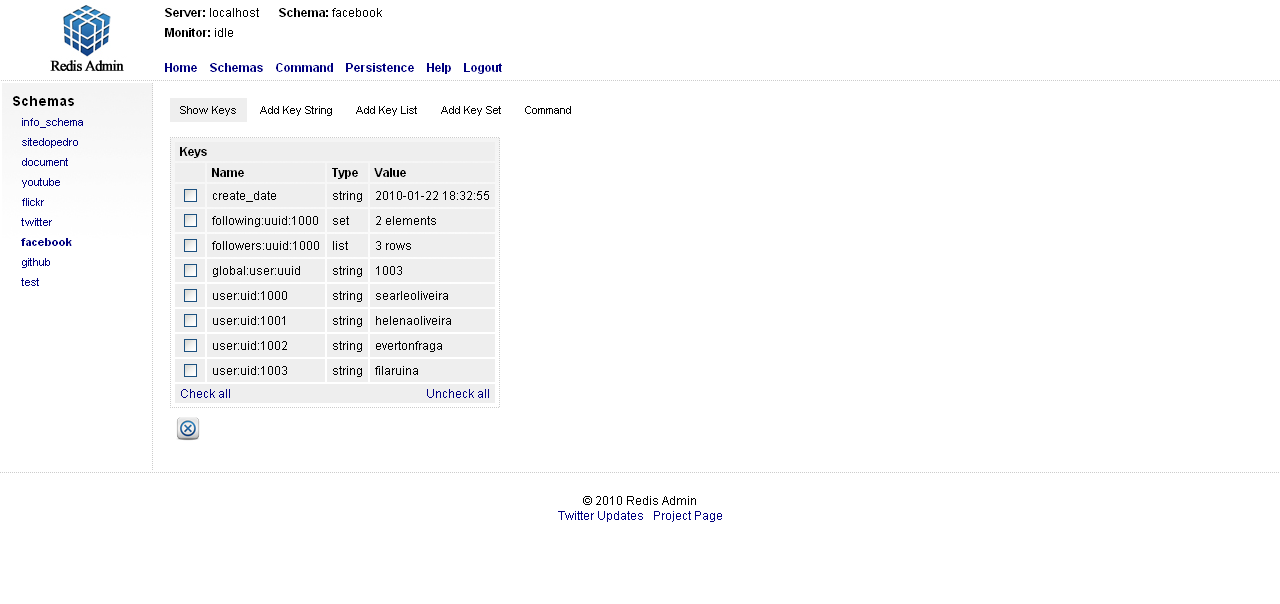 Redis Admin
Server: localhost Schema: facebook
Monitor: idle
Home Schemas Command Persistence Help Logout
Schemas
info_schema
sitedopedro
document
youtube
flickr
twitter
facebook
github
test
Show Keys Add Key String Add Key List Add Key Set Command
Keys
Name Type Value
create_date string 2010-01-22 18:32:55
following:uuid:1000 set 2 elements
followers:uuid:1000 list 3 rows
global:user:uuid string 1003
user:uid:1000 string searleoliveira
user:uid:1001 string helenaoliveira
user:uid:1002 string evertonfraga
user:uid:1003 string filaruina
Check all Uncheck all
© 2010 Redis Admin
Twitter Updates Project Page